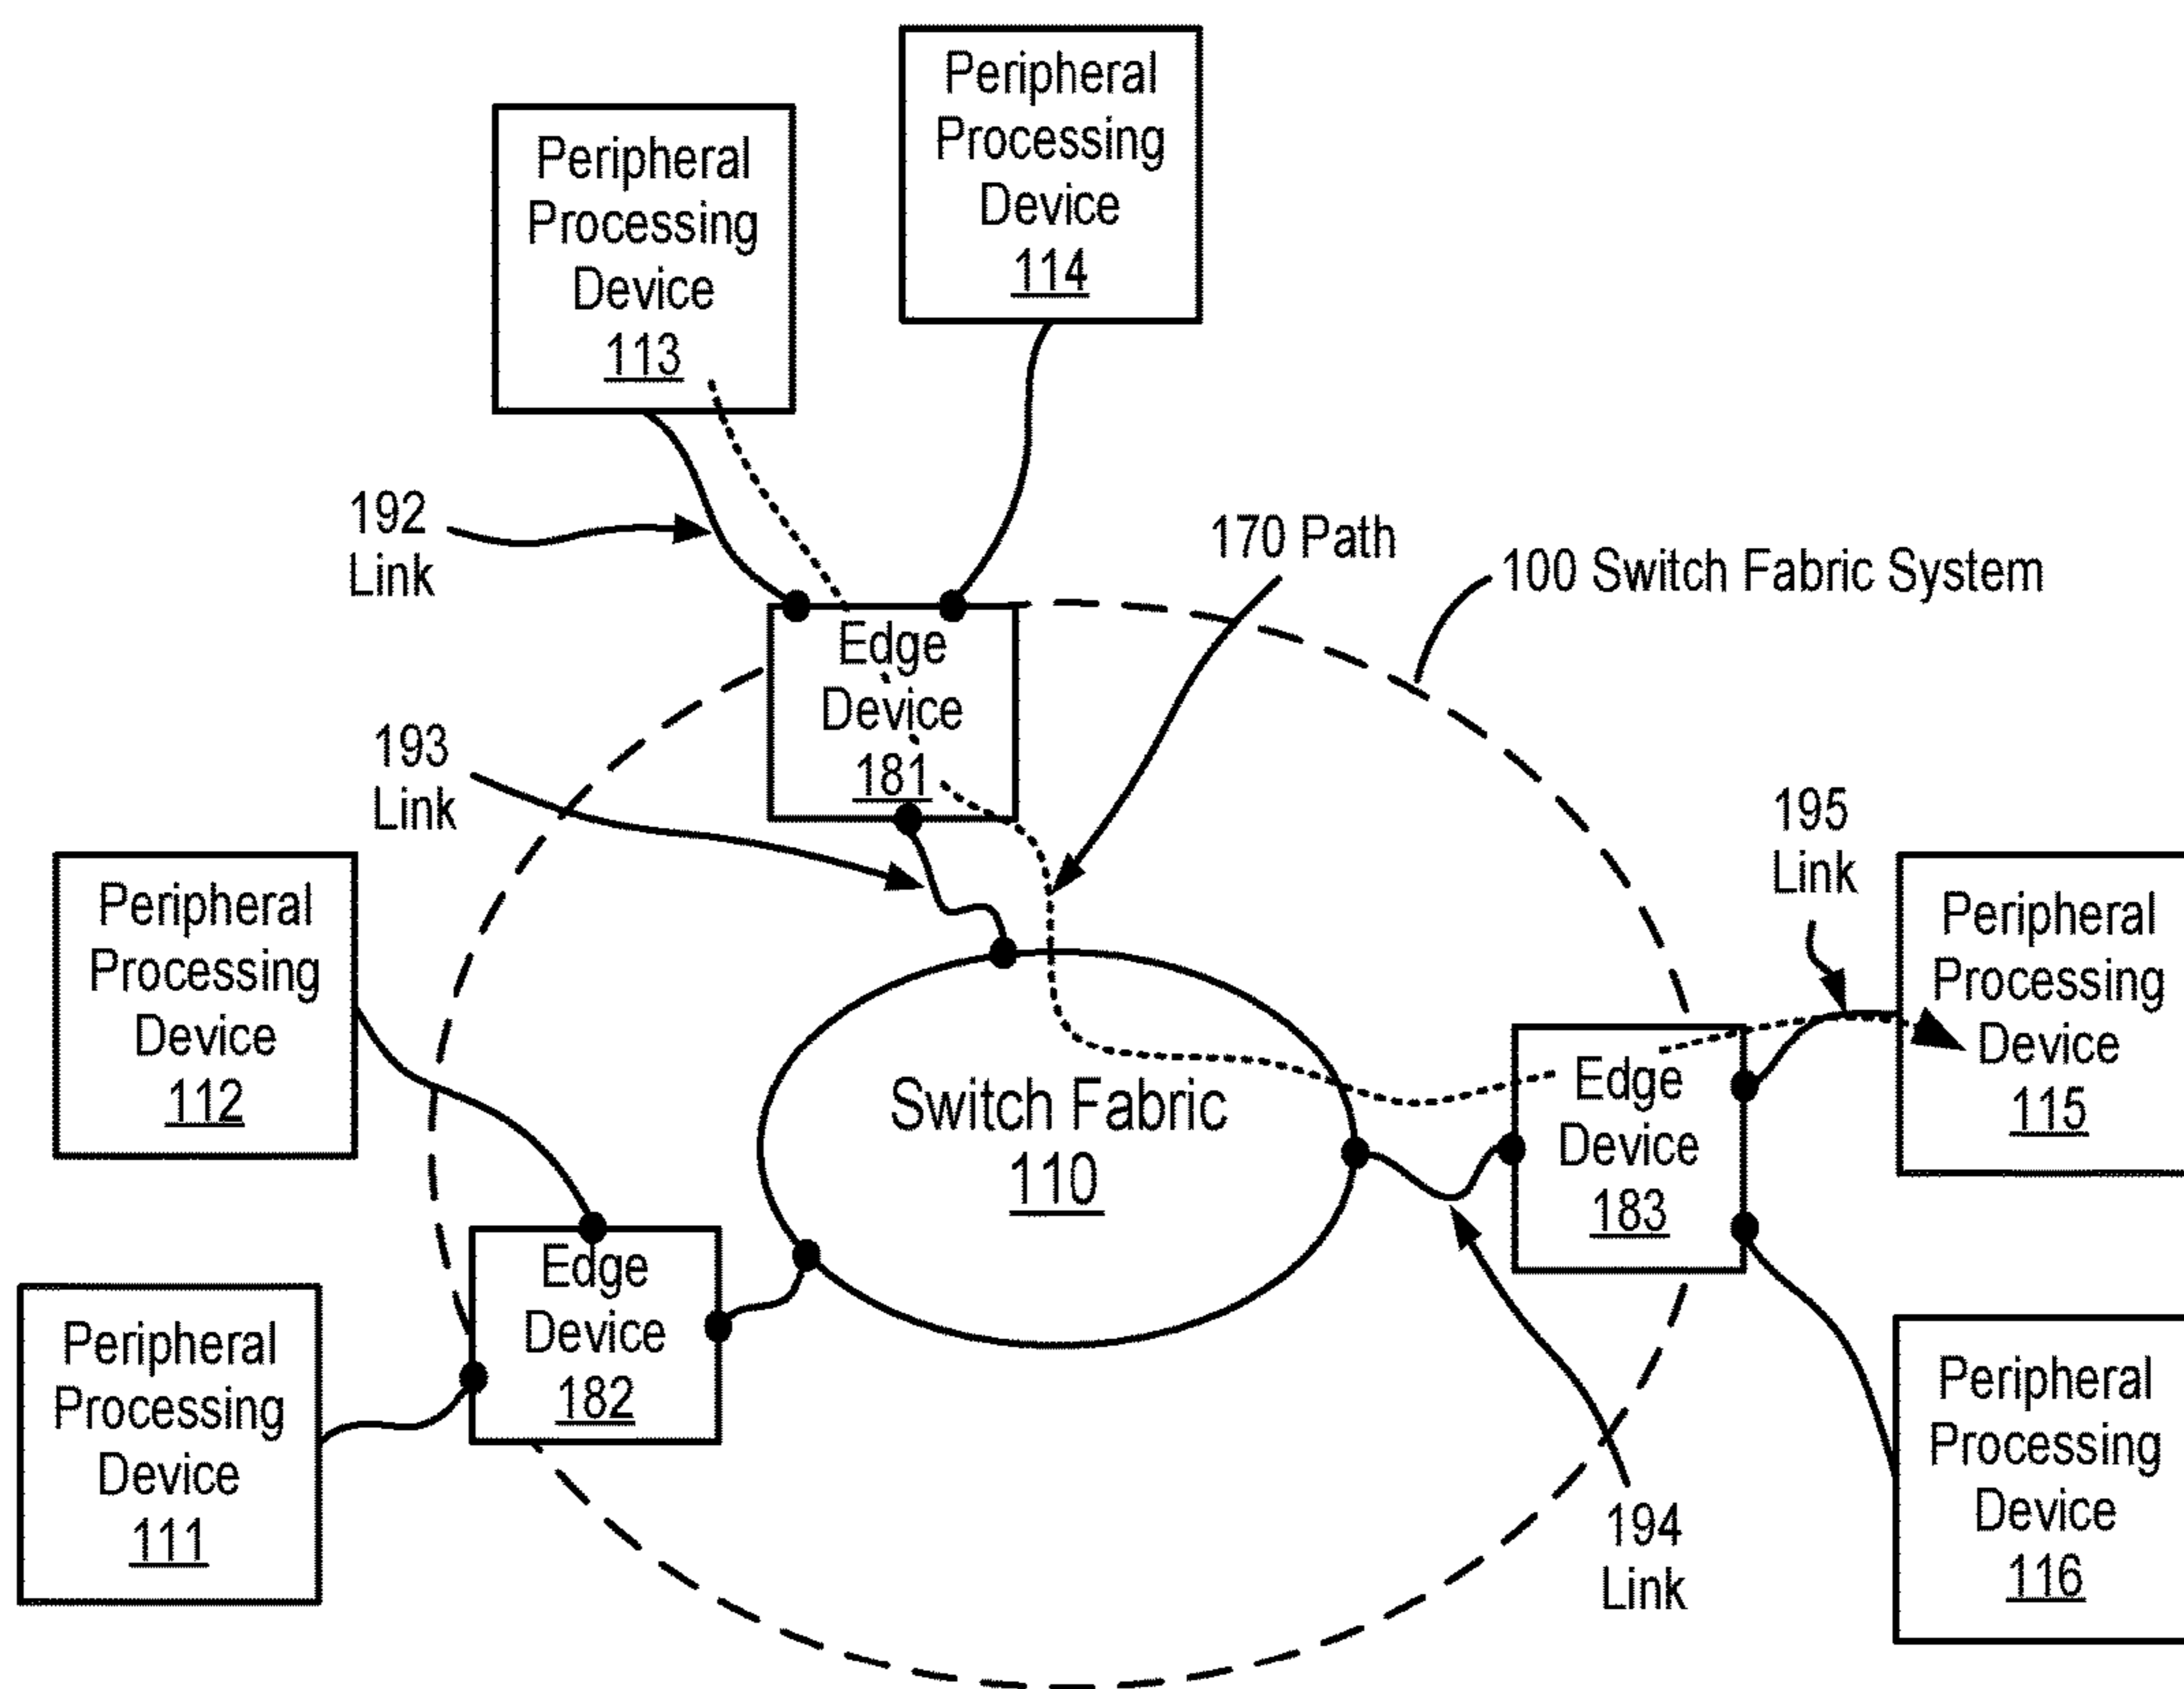 Peripheral
Processing
Device
114
Peripheral
Processing
Device
113
192
Link
170 Path
100 Switch Fabric System
Edge
Device
181
193
Link
195
Link
Peripheral
Processing
Device
112
Peripheral
Processing
Device
115
Switch Fabric
110
Edge
Device
183
Edge
Device
182
Peripheral
Processing
Device
111
194
Link
Peripheral
Processing
Device
116